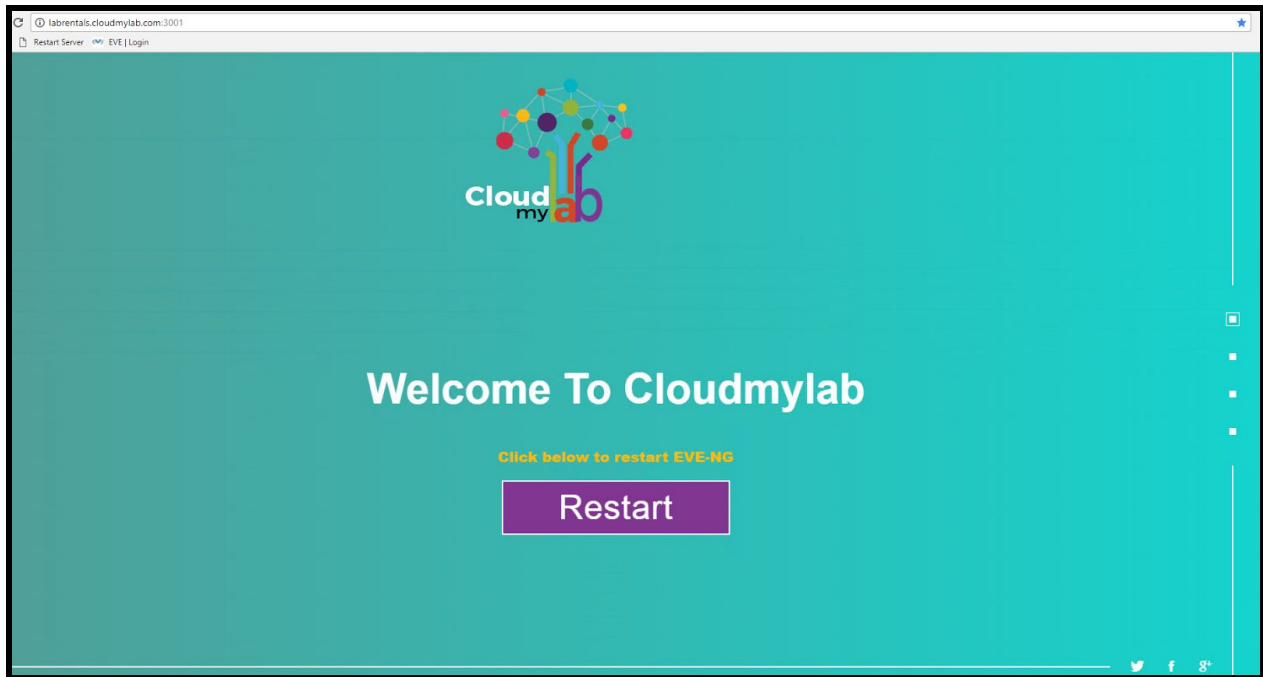 labrentals.cloudmylab.com:3001
Restart Server EVE | Login
Cloud
my lab
Welcome To Cloudmylab
Click below to restart EVE-NG
Restart